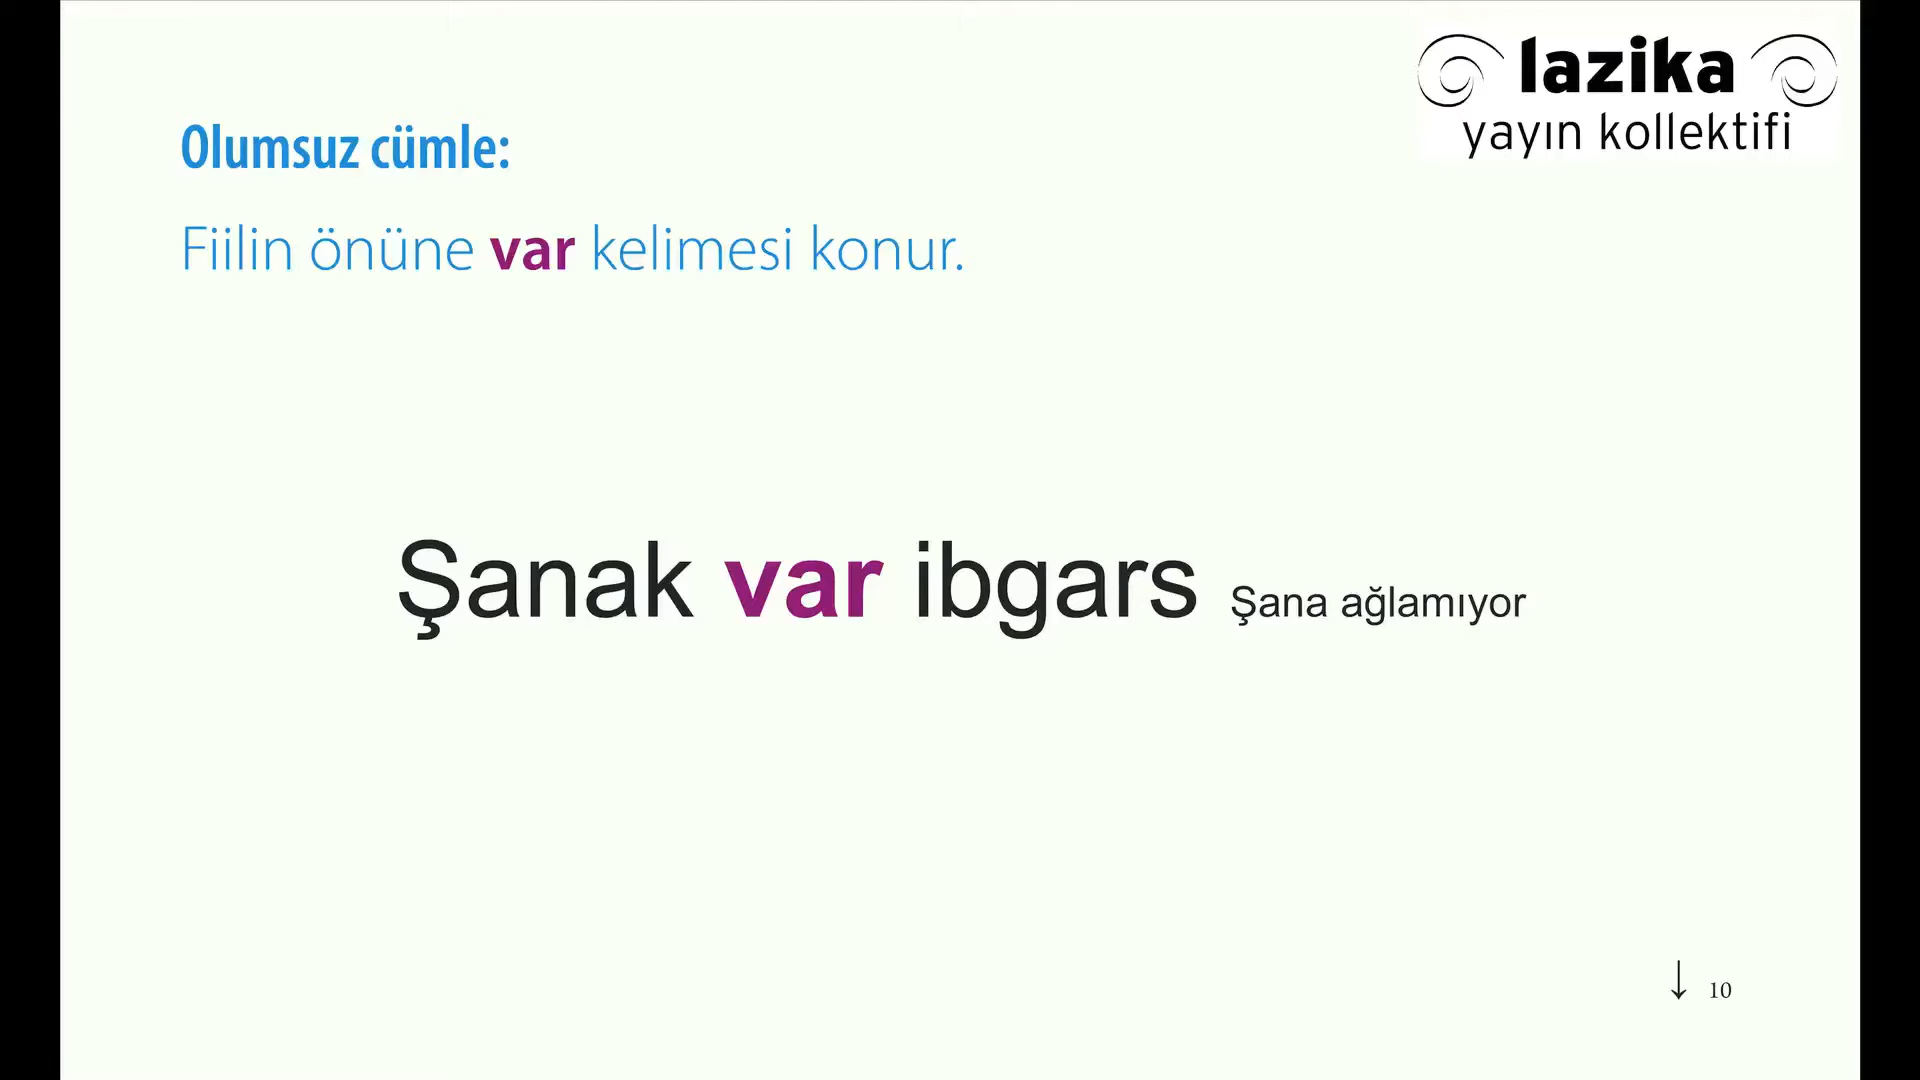 lazika
yayın kollektifi
Olumsuz cümle:
Fiilin önüne var kelimesi konur.
Şanak var ibgars Şana ağlamıyor
↓ 10